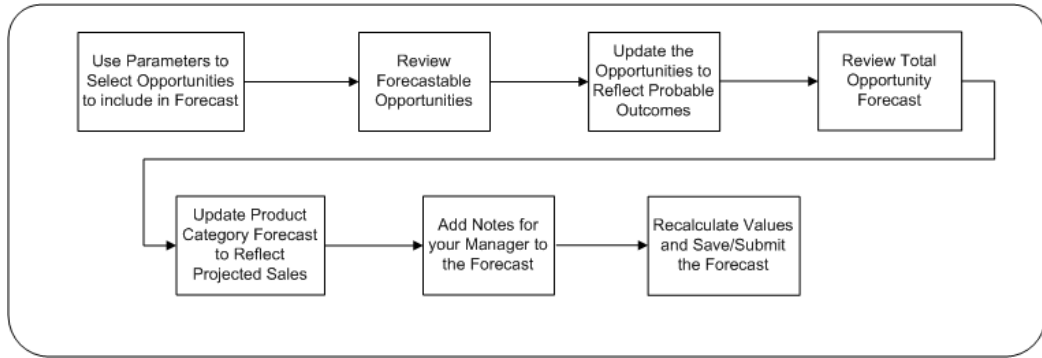 Use Parameters to
Select Opportunities
to include in Forecast
Review
Forecastable
Opportunities
Update the
Opportunities to
Reflect Probable
Outcomes
Review Total
Opportunity
Forecast
Update Product
Category Forecast
to Reflect
Projected Sales
Add Notes for
your Manager to
the Forecast
Recalculate Values
and Save/Submit
the Forecast